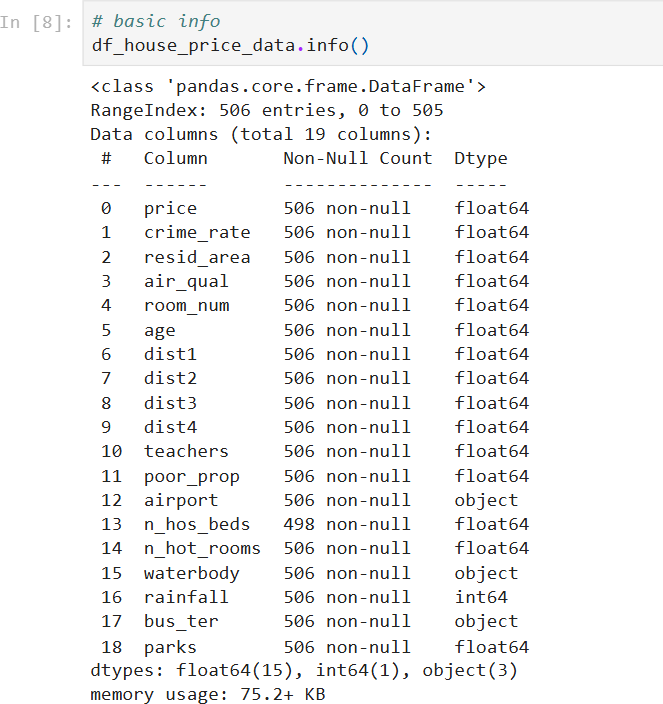 In [8]: # basic info
df_house_price_data.info()
<class 'pandas.core.frame.DataFrame'>
RangeIndex: 506 entries, 0 to 505
Data columns (total 19 columns):
 #   Column       Non-Null Count  Dtype
---  ------       --------------  -----
 0   price        506 non-null    float64
 1   crime_rate   506 non-null    float64
 2   resid_area   506 non-null    float64
 3   air_qual     506 non-null    float64
 4   room_num     506 non-null    float64
 5   age          506 non-null    float64
 6   dist1        506 non-null    float64
 7   dist2        506 non-null    float64
 8   dist3        506 non-null    float64
 9   dist4        506 non-null    float64
 10  teachers     506 non-null    float64
 11  poor_prop    506 non-null    float64
 12  airport      506 non-null    object
 13  n_hos_beds   498 non-null    float64
 14  n_hot_rooms  506 non-null    float64
 15  waterbody    506 non-null    object
 16  rainfall     506 non-null    int64
 17  bus_ter      506 non-null    object
 18  parks        506 non-null    float64
dtypes: float64(15), int64(1), object(3)
memory usage: 75.2+ KB